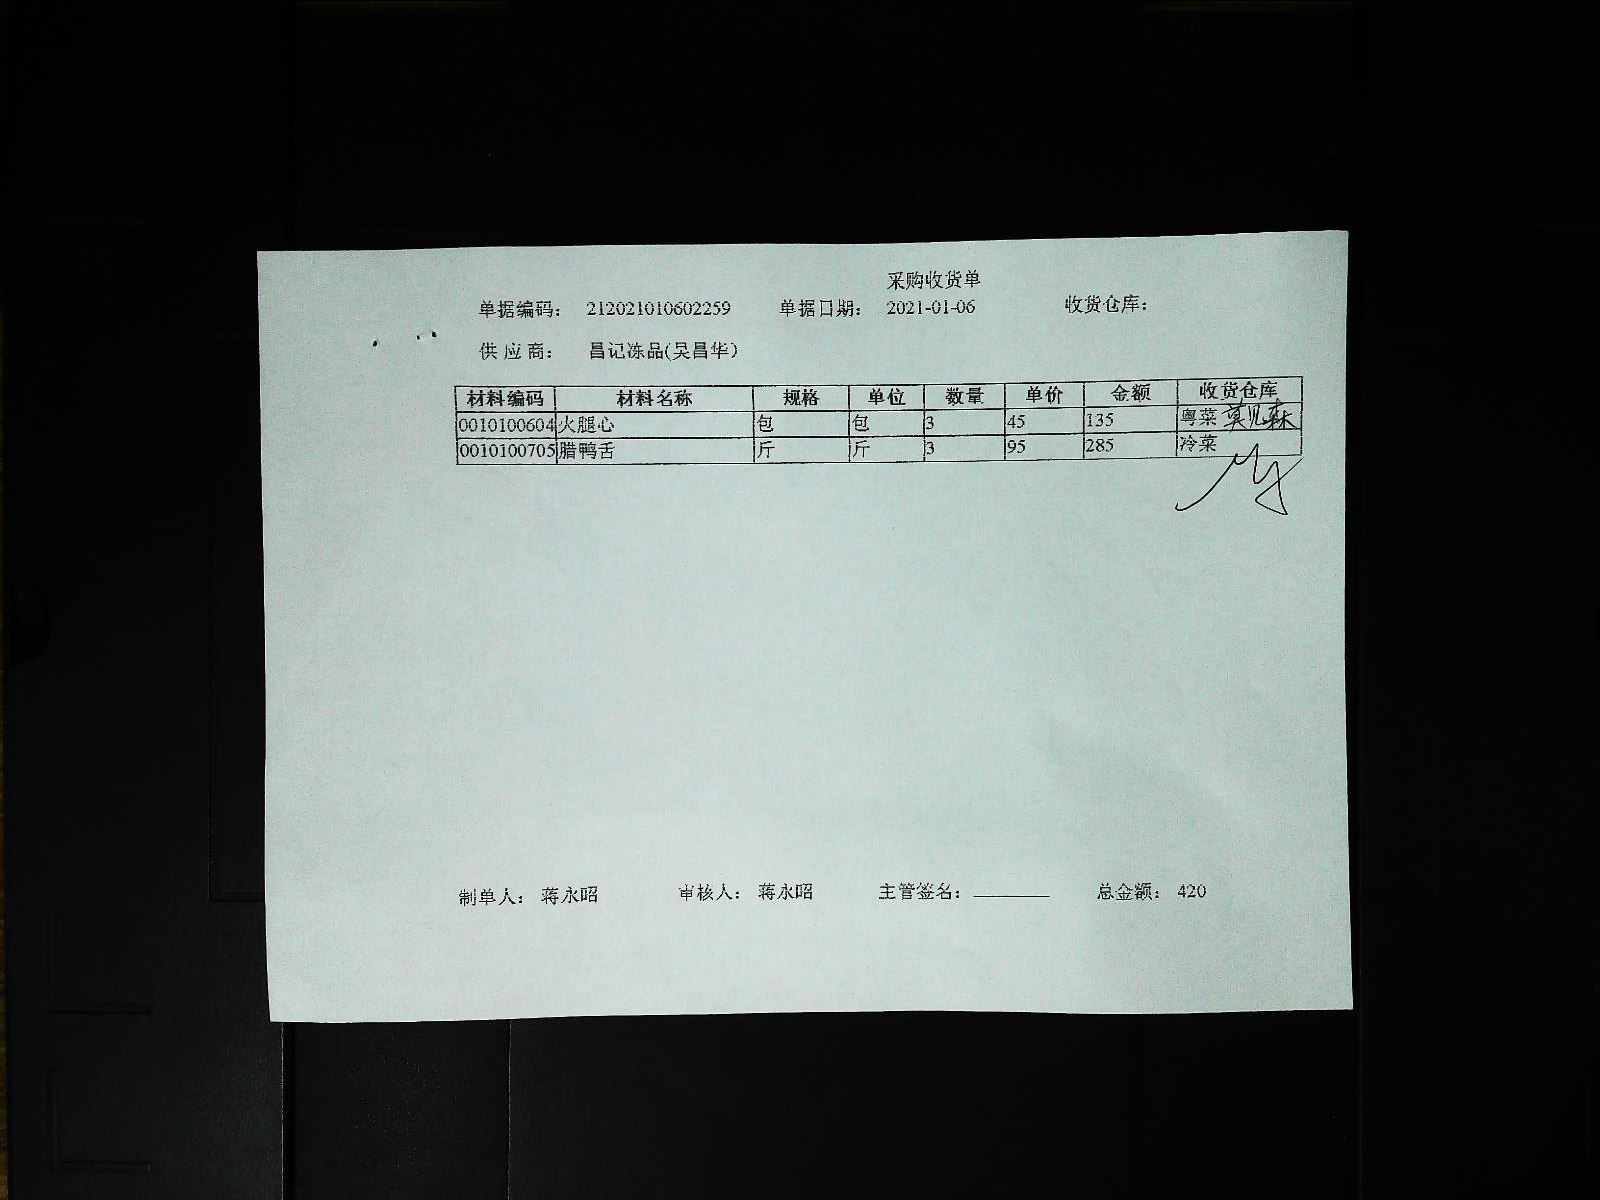 采购收货单
单据编码： 212021010602259 单据日期： 2021-01-06 收货仓库：
供 应 商： 昌记冻品(吴昌华)
材料编码 材料名称 规格 单位 数量 单价 金额 收货仓库
0010100604 火腿心 包 包 3 45 135 粤菜
0010100705 腊鸭舌 斤 斤 3 95 285 冷菜
制单人： 蒋永昭 审核人： 蒋永昭 主管签名： 总金额： 420